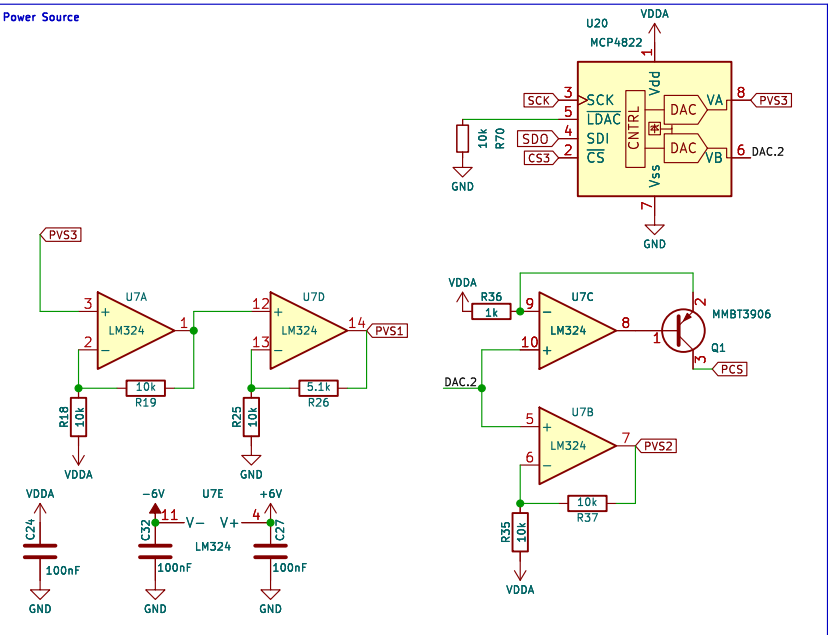 Power Source
VDDA
U20
MCP4822
1
Vdd
SCK
3
SCK
CNTRL
DAC
VA
8
PVS3
5
LDAC
10k
R70
SDO
4
SDI
DAC
CS3
2
CS
VB
6
DAC.2
GND
Vss
7
GND
PVS3
U7A
3
+
LM324
1
2
−
10k
R19
R18
10k
VDDA
U7D
12
+
LM324
14
PVS1
13
−
5.1k
R26
R25
10k
GND
VDDA
R36
1k
9
−
U7C
LM324
8
10
+
2
MMBT3906
1
Q1
3
PCS
DAC.2
U7B
5
+
LM324
7
PVS2
6
−
10k
R37
R35
10k
VDDA
VDDA
C24
100nF
GND
-6V
U7E
+6V
C32
11
V−
V+
4
C27
LM324
100nF
100nF
GND
GND